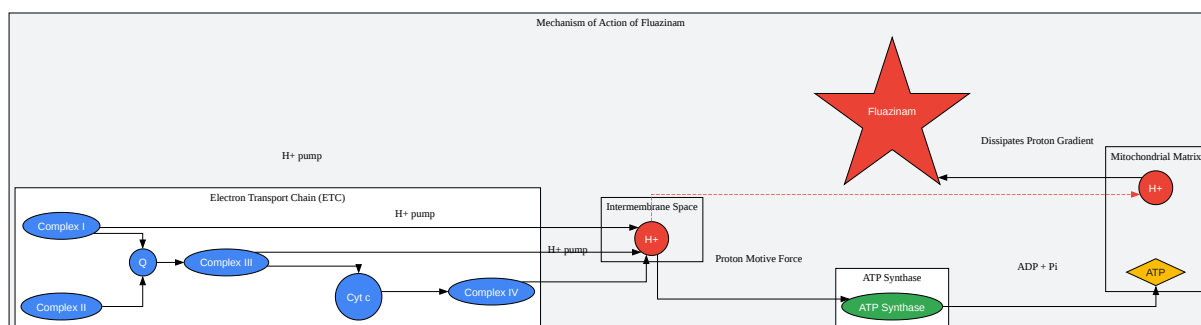 Mechanism of Action of Fluazinam
Fluazinam
Dissipates Proton Gradient
H+ pump
Mitochondrial Matrix
H+
Electron Transport Chain (ETC)
Intermembrane Space
H+ pump
Complex I
H+
H+ pump
Q
Complex III
Proton Motive Force
ADP + Pi
ATP
ATP Synthase
Complex IV
Cyt c
Complex II
ATP Synthase